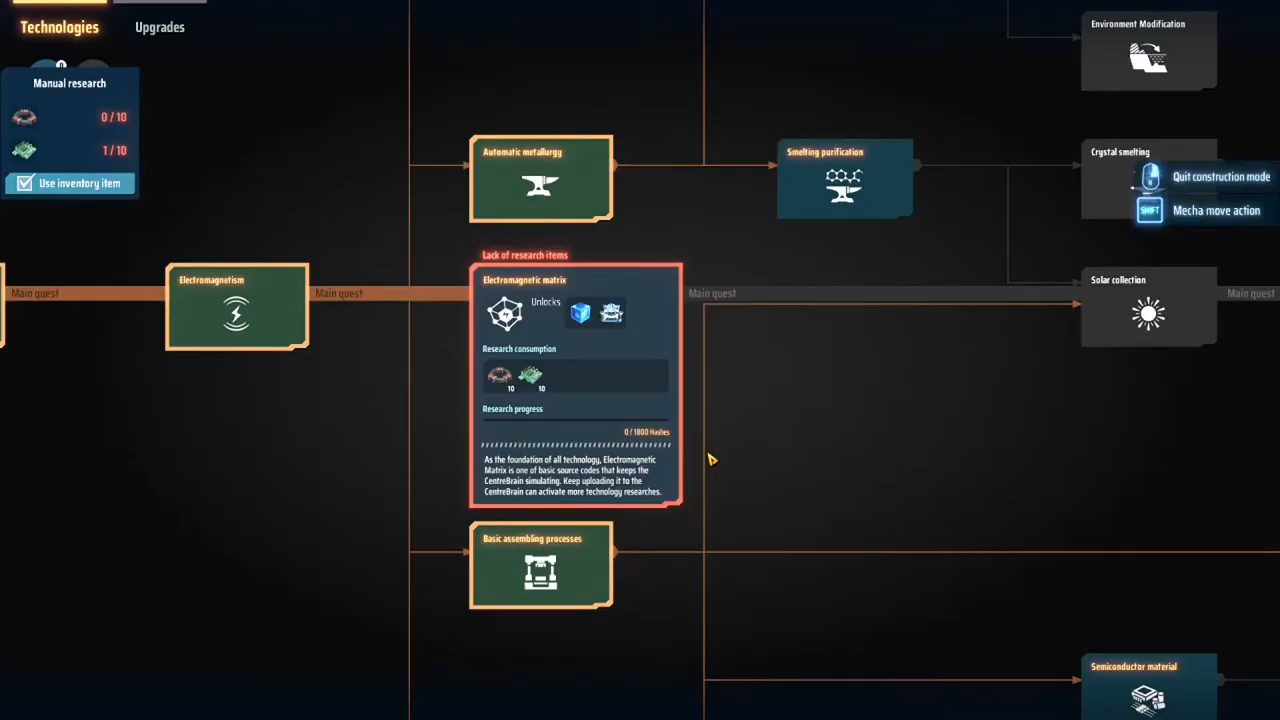 Technologies
Upgrades
Environment Modification
Manual research
0 / 10
1 / 10
Use inventory item
Automatic metallurgy
Smelting purification
Crystal smelting
Quit construction mode
SHIFT
Mecha move action
Lack of research items
Electromagnetism
Electromagnetic matrix
Solar collection
Main quest
Main quest
Main quest
Main quest
Unlocks
Research consumption
10
10
Research progress
0 / 1800 Hashes
As the foundation of all technology, Electromagnetic
Matrix is one of basic source codes that keeps the
CentreBrain simulating. Keep uploading it to the
CentreBrain can activate more technology researches.
Basic assembling processes
Semiconductor material